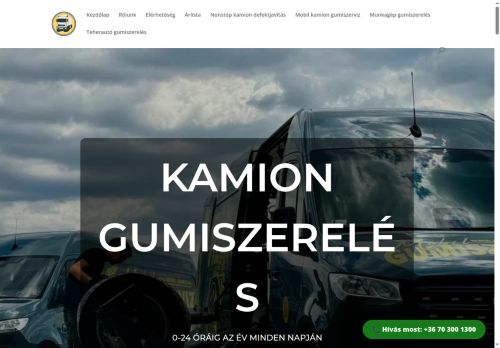 Kezdőlap Rólunk Elérhetőség Árlista Nonstop kamion defektjavítás Mobil kamion gumiszerviz Munkagép gumiszerelés
Teherautó gumiszerelés
KAMION
GUMISZERELÉ
S
0-24 ÓRÁIG AZ ÉV MINDEN NAPJÁN
Hívás most: +36 70 300 1300